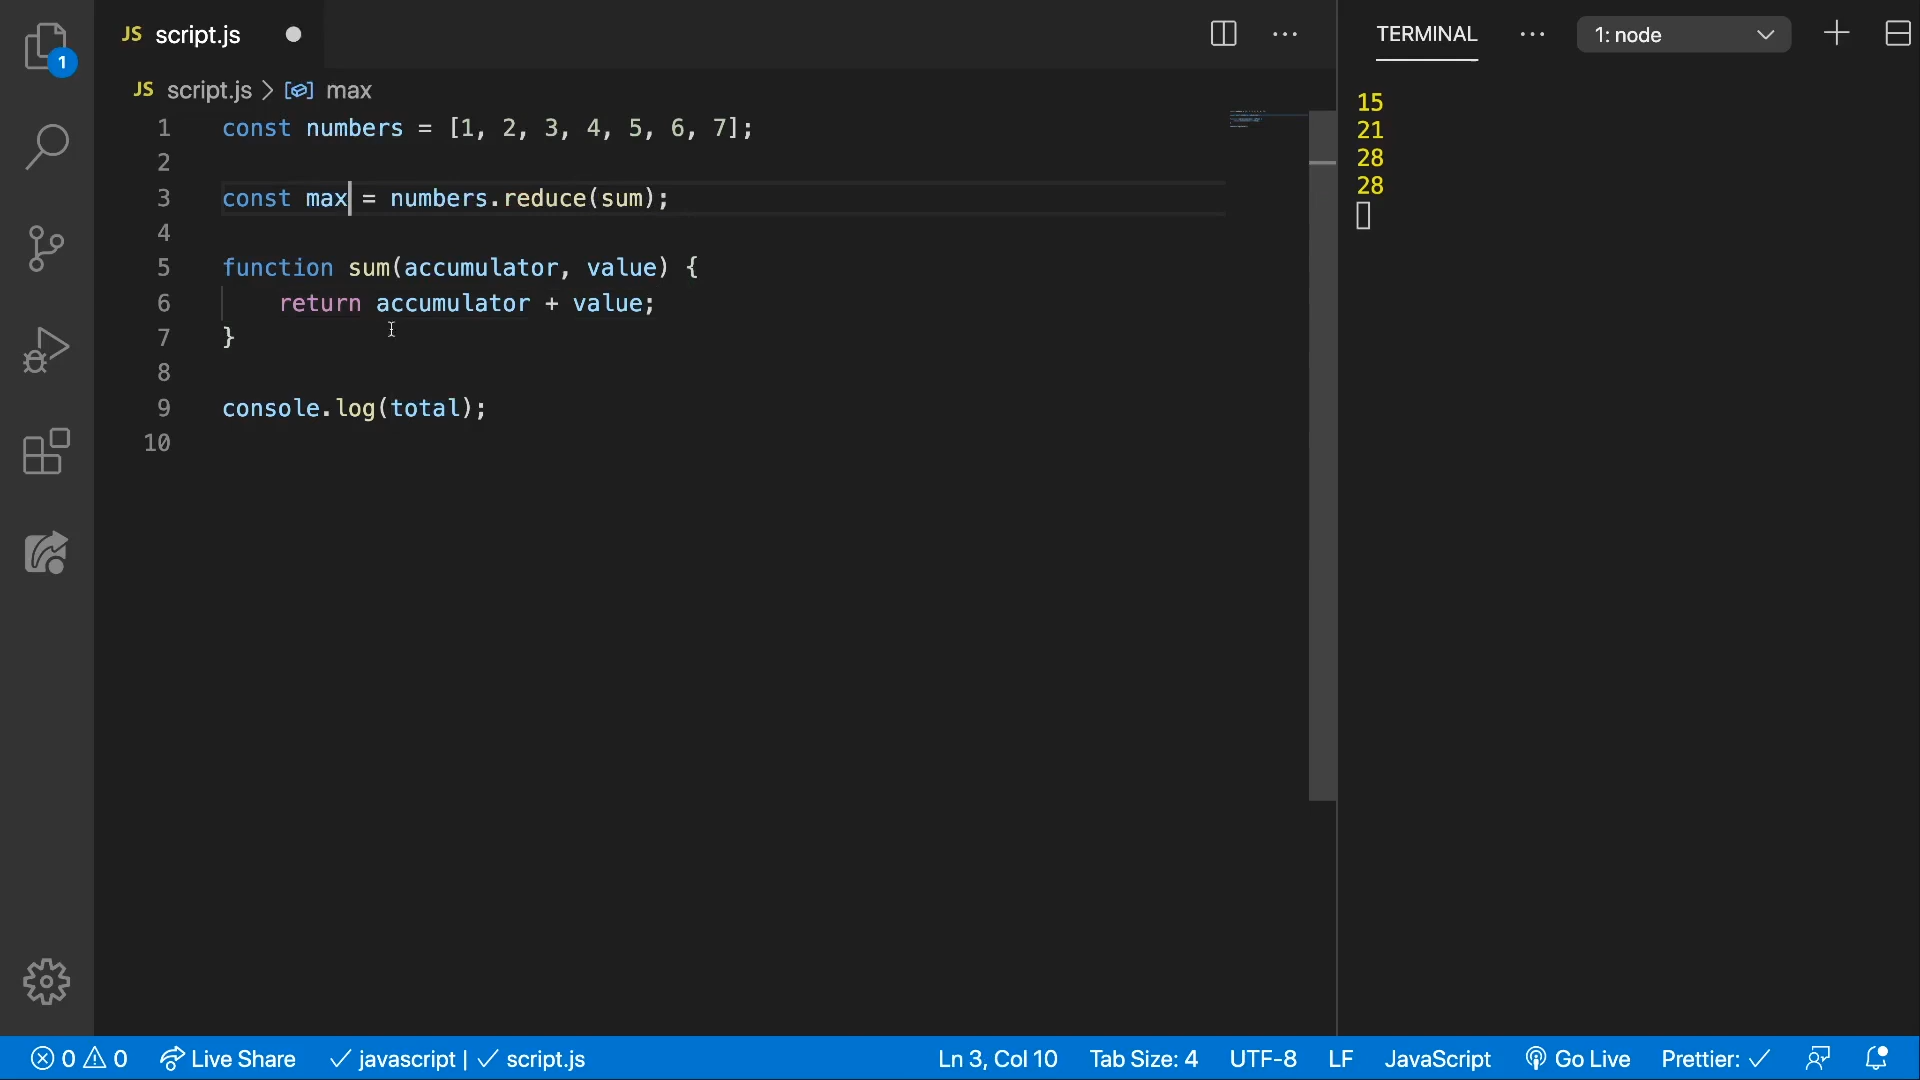 JS script.js
JS script.js > max
1 const numbers = [1, 2, 3, 4, 5, 6, 7];
2
3 const max = numbers.reduce(sum);
4
5 function sum(accumulator, value) {
6 return accumulator + value;
7 }
8
9 console.log(total);
10
1
TERMINAL
1: node
15
21
28
28
0 0 Live Share javascript | script.js Ln 3, Col 10 Tab Size: 4 UTF-8 LF JavaScript Go Live Prettier: